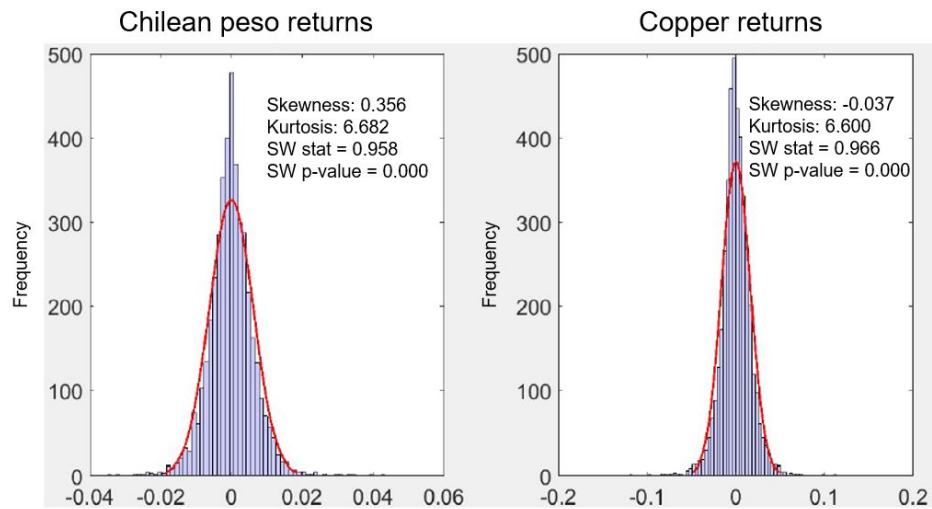 Chilean peso returns
500
400
300
200
100
0
Frequency
Skewness: 0.356
Kurtosis: 6.682
SW stat = 0.958
SW p-value = 0.000
-0.04 -0.02 0 0.02 0.04 0.06
Copper returns
500
400
300
200
100
0
Frequency
Skewness: -0.037
Kurtosis: 6.600
SW stat = 0.966
SW p-value = 0.000
-0.2 -0.1 0 0.1 0.2